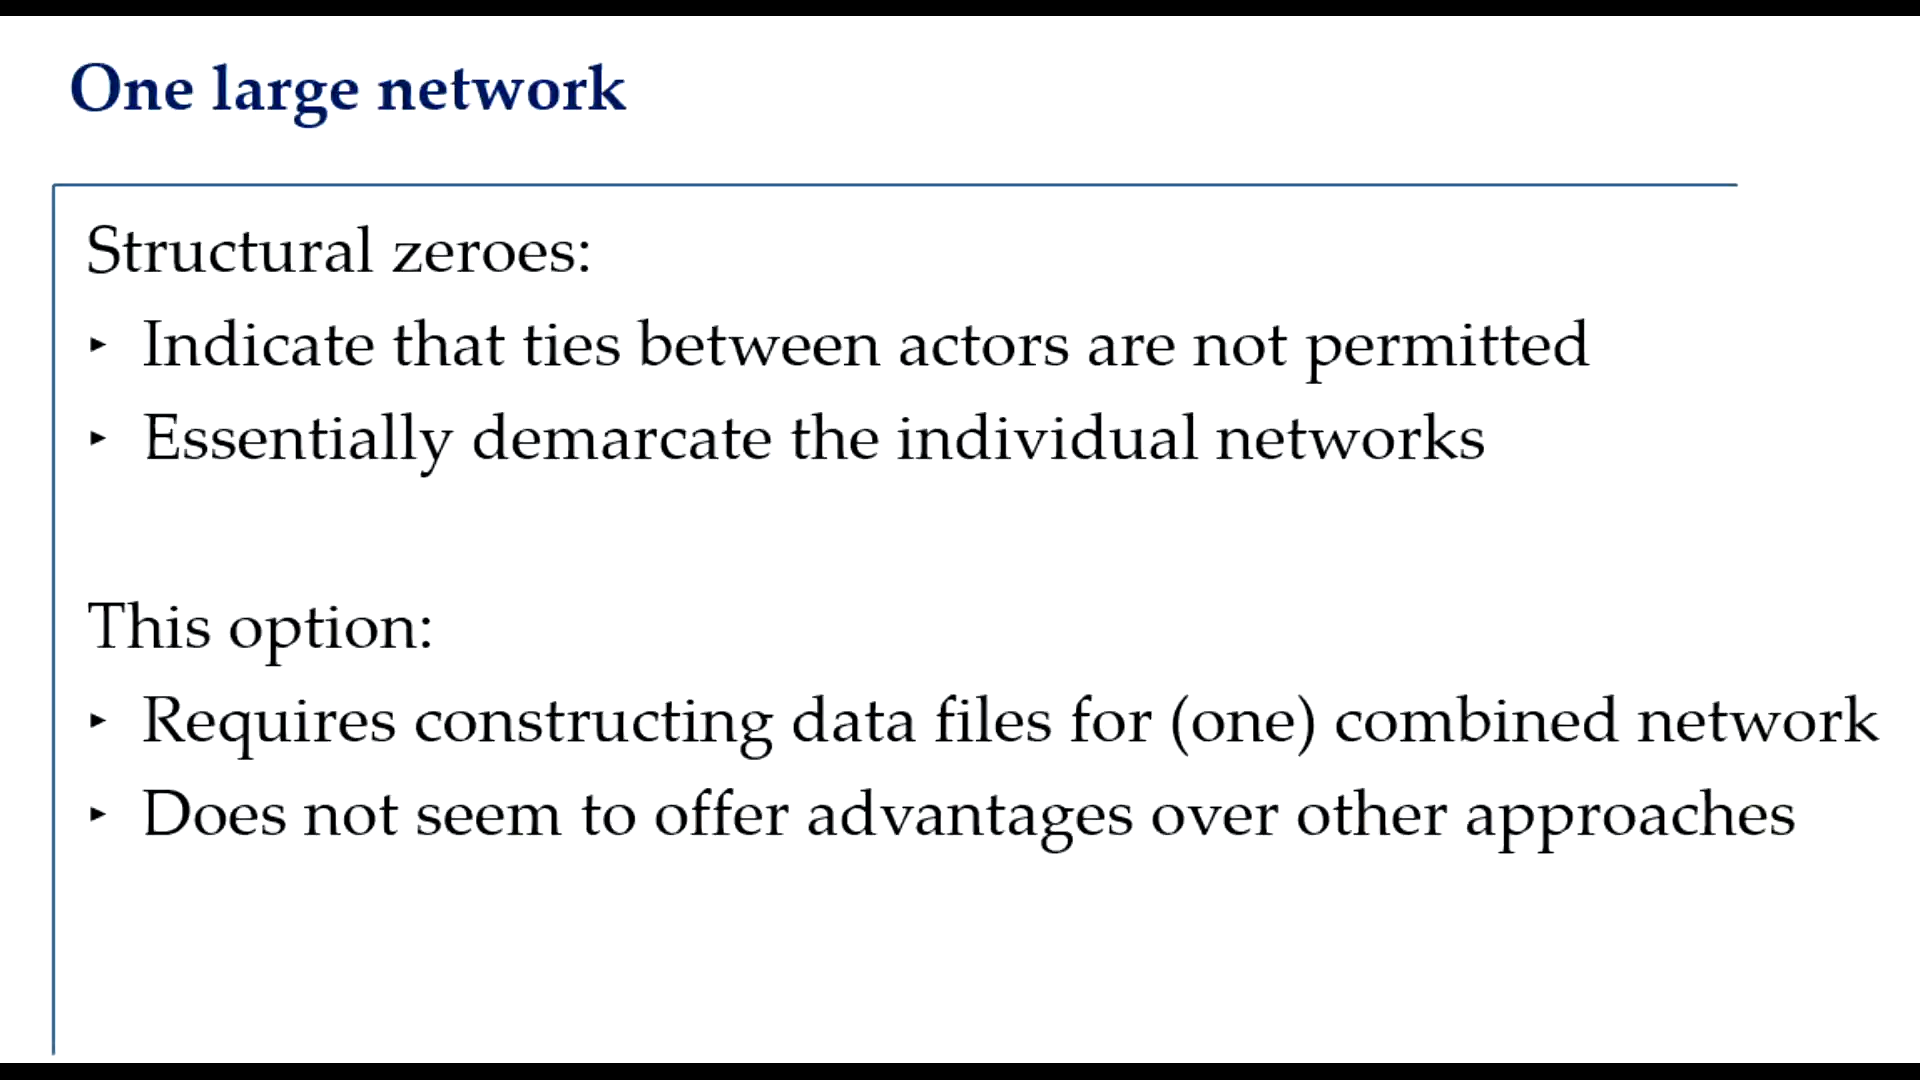 One large network
Structural zeroes:
‣ Indicate that ties between actors are not permitted
‣ Essentially demarcate the individual networks
This option:
‣ Requires constructing data files for (one) combined network
‣ Does not seem to offer advantages over other approaches